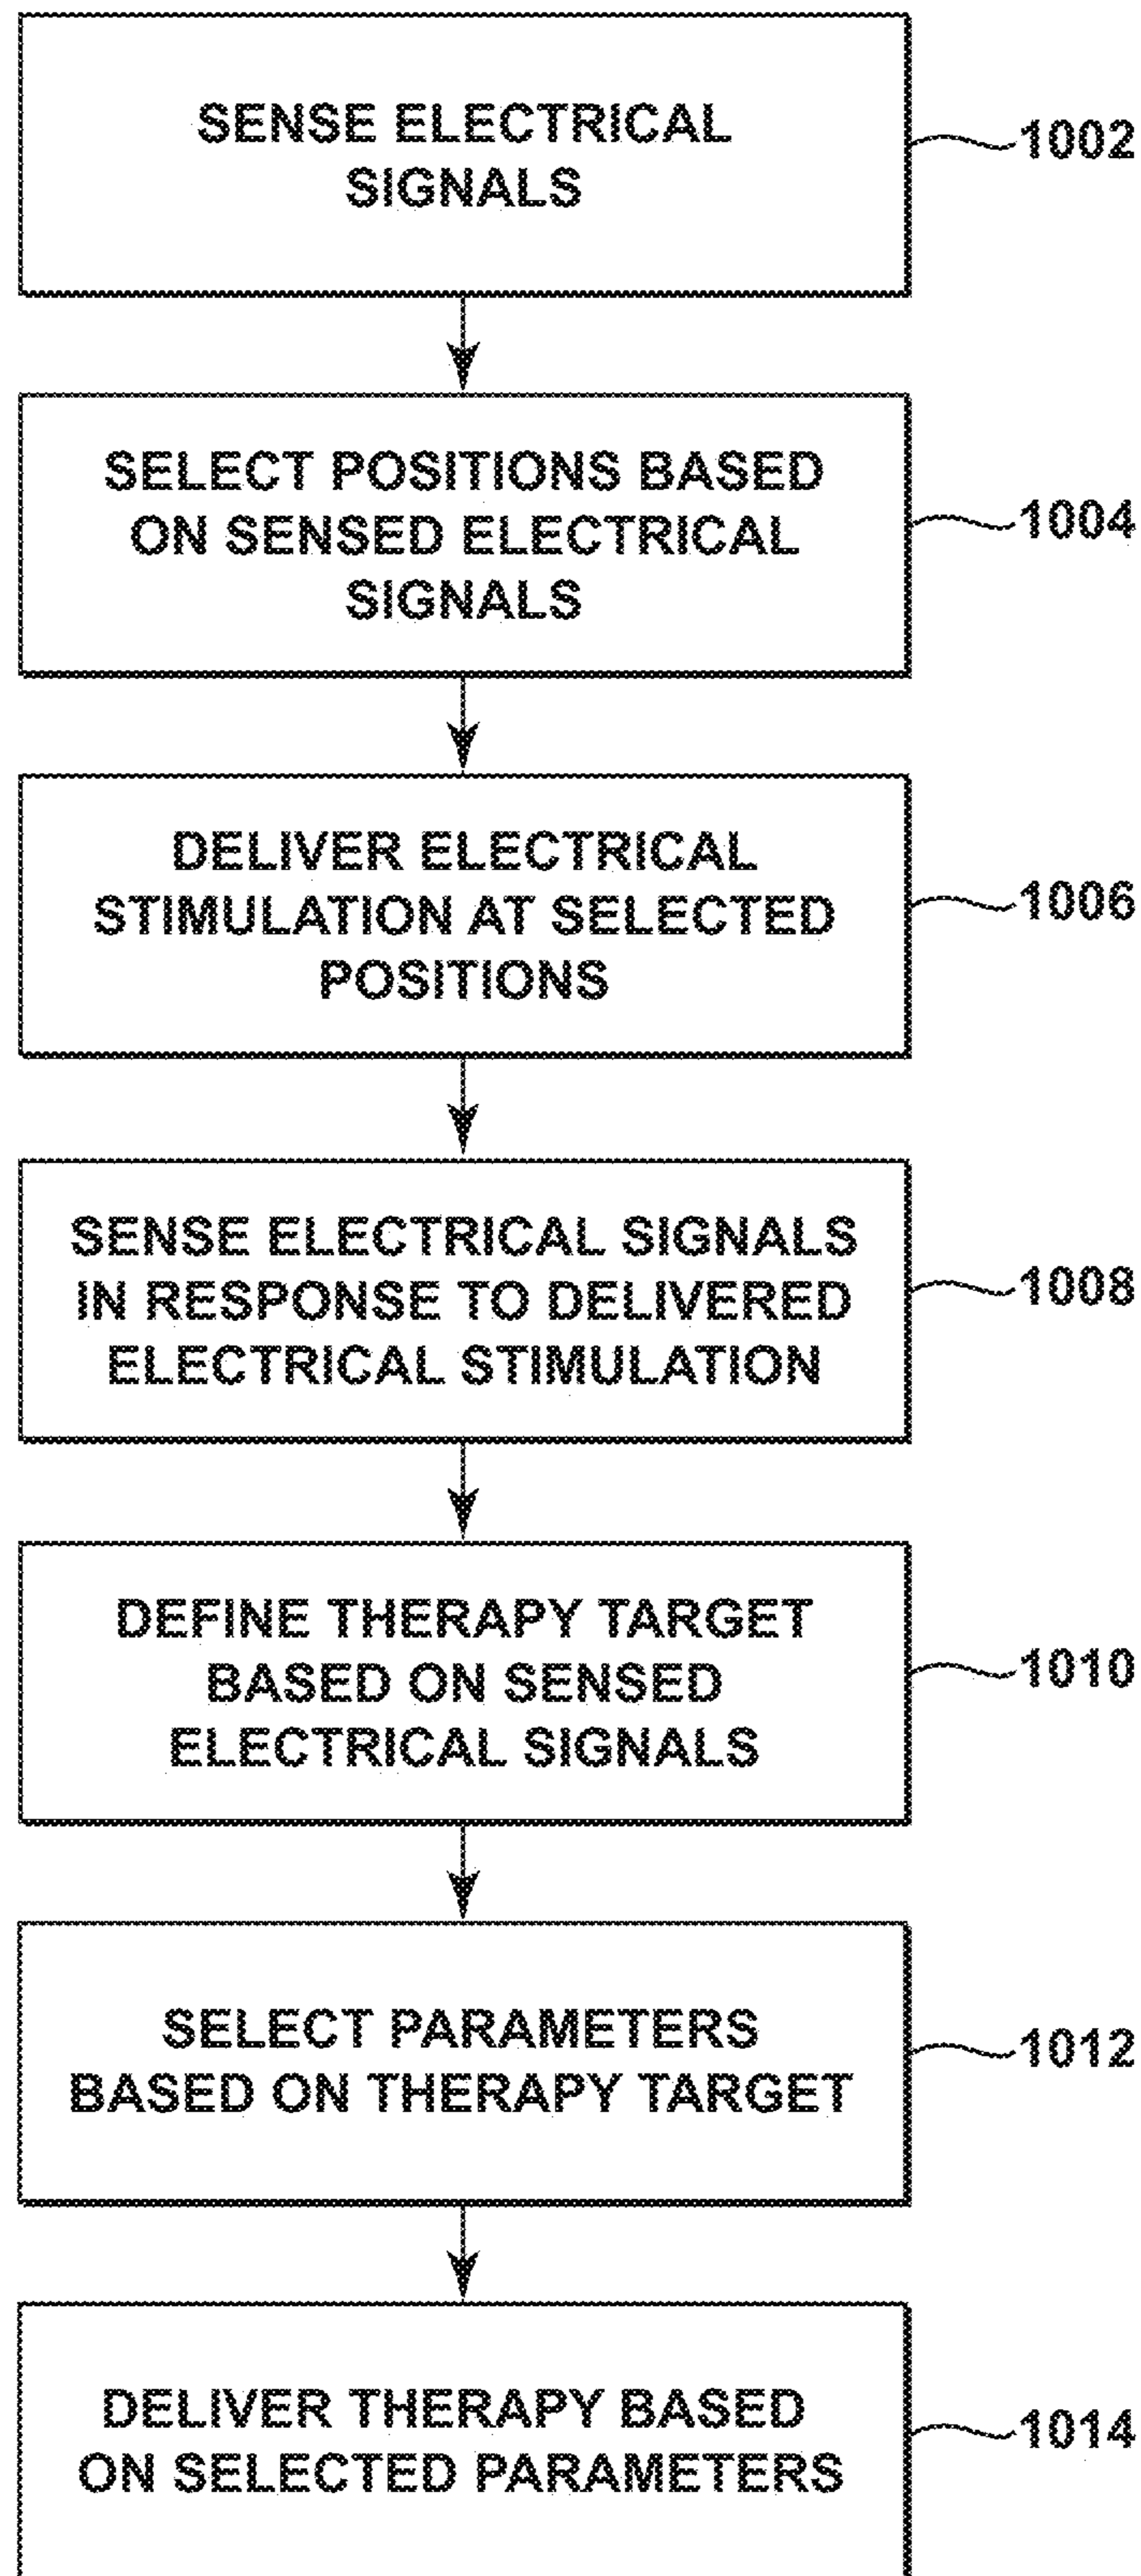 SENSE ELECTRICAL
SIGNALS
1002
SELECT POSITIONS BASED
ON SENSED ELECTRICAL
SIGNALS
1004
DELIVER ELECTRICAL
STIMULATION AT SELECTED
POSITIONS
1006
SENSE ELECTRICAL SIGNALS
IN RESPONSE TO DELIVERED
ELECTRICAL STIMULATION
1008
DEFINE THERAPY TARGET
BASED ON SENSED
ELECTRICAL SIGNALS
1010
SELECT PARAMETERS
BASED ON THERAPY TARGET
1012
DELIVER THERAPY BASED
ON SELECTED PARAMETERS
1014